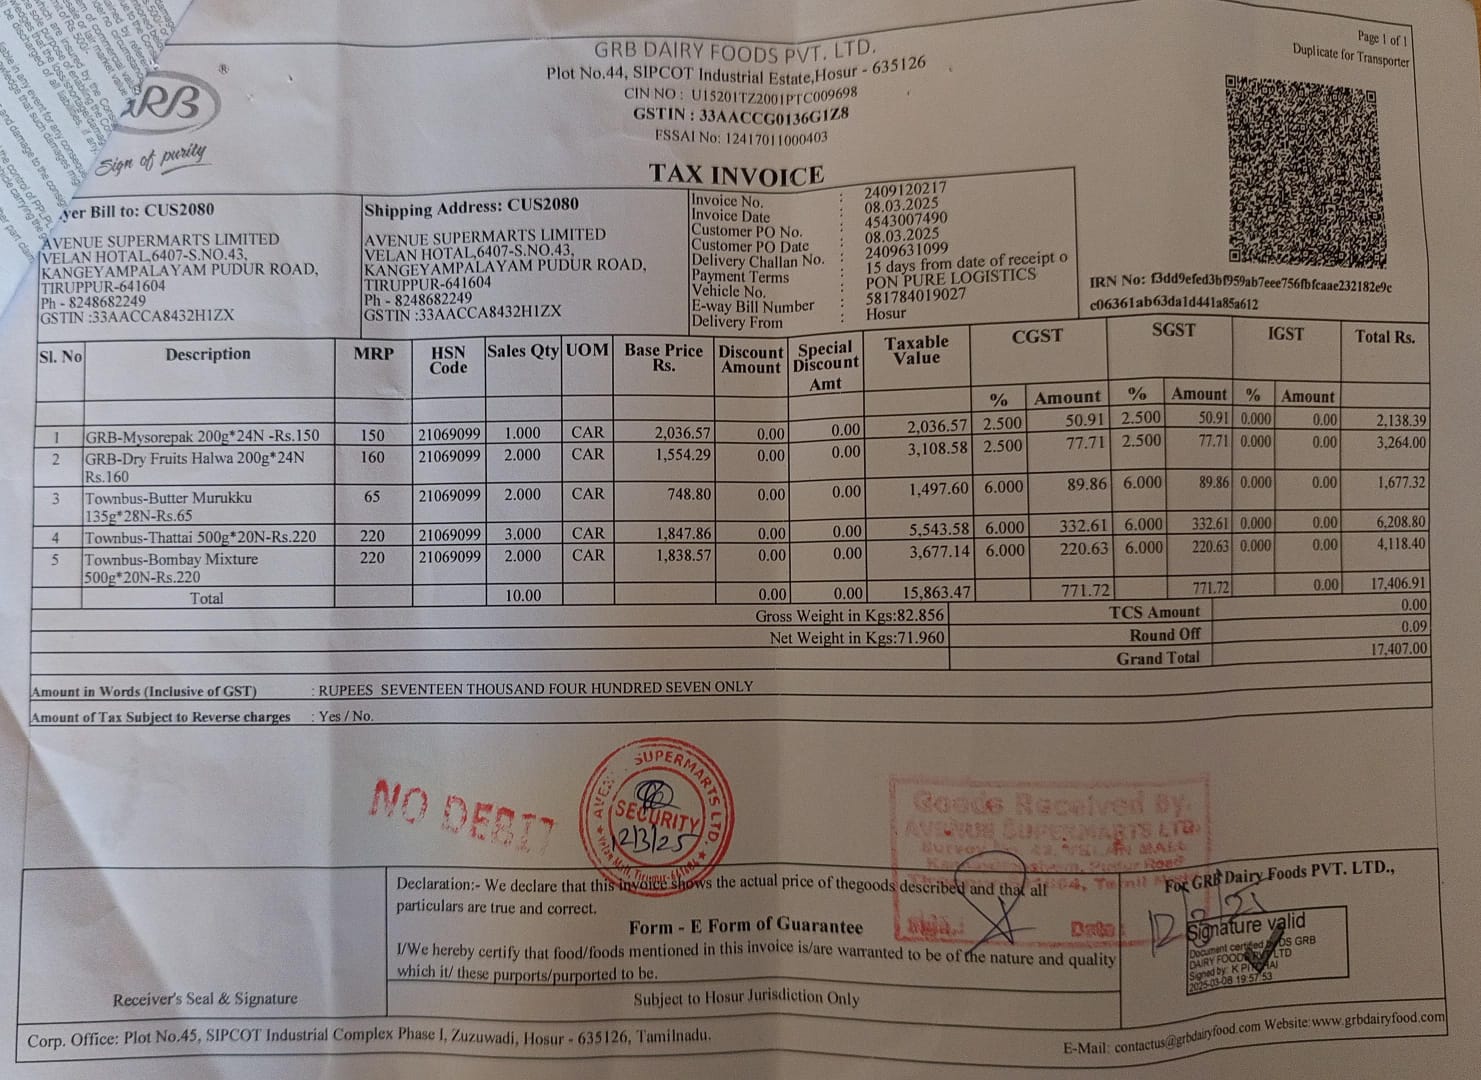 Page 1 of 1
Duplicate for Transporter
GRB
®
Sign of purity
GRB DAIRY FOODS PVT. LTD.
Plot No.44, SIPCOT Industrial Estate,Hosur - 635126
CIN NO : U15201TZ2001PTC009698
GSTIN : 33AACCG0136G1Z8
FSSAI No: 12417011000403
TAX INVOICE
yer Bill to: CUS2080
AVENUE SUPERMARTS LIMITED
VELAN HOTAL,6407-S.NO.43,
KANGEYAMPALAYAM PUDUR ROAD,
TIRUPPUR-641604
Ph - 8248682249
GSTIN :33AACCA8432H1ZX
Shipping Address: CUS2080
AVENUE SUPERMARTS LIMITED
VELAN HOTAL,6407-S.NO.43,
KANGEYAMPALAYAM PUDUR ROAD,
TIRUPPUR-641604
Ph - 8248682249
GSTIN :33AACCA8432H1ZX
Invoice No. : 2409120217
Invoice Date : 08.03.2025
Customer PO No. : 4543007490
Customer PO Date : 08.03.2025
Delivery Challan No. : 2409631099
Payment Terms : 15 days from date of receipt o
Vehicle No. : PON PURE LOGISTICS
E-way Bill Number : 581784019027
Delivery From : Hosur
IRN No: f3dd9efed3bf959ab7eee756fbfcaae232182e9c
c06361ab63da1d441a85a612
Sl. No Description MRP HSN Code Sales Qty UOM Base Price Rs. Discount Amount Special Discount Amt Taxable Value CGST SGST IGST Total Rs.
% Amount % Amount % Amount
1 GRB-Mysorepak 200g*24N -Rs.150 150 21069099 1.000 CAR 2,036.57 0.00 0.00 2,036.57 2.500 50.91 2.500 50.91 0.000 0.00 2,138.39
2 GRB-Dry Fruits Halwa 200g*24N Rs.160 160 21069099 2.000 CAR 1,554.29 0.00 0.00 3,108.58 2.500 77.71 2.500 77.71 0.000 0.00 3,264.00
3 Townbus-Butter Murukku 135g*28N-Rs.65 65 21069099 2.000 CAR 748.80 0.00 0.00 1,497.60 6.000 89.86 6.000 89.86 0.000 0.00 1,677.32
4 Townbus-Thattai 500g*20N-Rs.220 220 21069099 3.000 CAR 1,847.86 0.00 0.00 5,543.58 6.000 332.61 6.000 332.61 0.000 0.00 6,208.80
5 Townbus-Bombay Mixture 500g*20N-Rs.220 220 21069099 2.000 CAR 1,838.57 0.00 0.00 3,677.14 6.000 220.63 6.000 220.63 0.000 0.00 4,118.40
Total 10.00 0.00 0.00 15,863.47 771.72 771.72 0.00 17,406.91
Gross Weight in Kgs:82.856 TCS Amount 0.00
Net Weight in Kgs:71.960 Round Off 0.09
Grand Total 17,407.00
Amount in Words (Inclusive of GST) : RUPEES SEVENTEEN THOUSAND FOUR HUNDRED SEVEN ONLY
Amount of Tax Subject to Reverse charges : Yes / No.
NO DEBIT
SUPERMARTS LTD.
SECURITY
12/3/25
Goods Received By.
AVENUE SUPERMARTS LTD.
VELAN MALL
Sign.:
Date:
Declaration:- We declare that this invoice shows the actual price of thegoods described and that all
particulars are true and correct.
Form - E Form of Guarantee
I/We hereby certify that food/foods mentioned in this invoice is/are warranted to be of the nature and quality
which it/ these purports/purported to be.
Subject to Hosur Jurisdiction Only
Receiver's Seal & Signature
For GRB Dairy Foods PVT. LTD.,
Signature valid
2025-03-08 19:57:53
Corp. Office: Plot No.45, SIPCOT Industrial Complex Phase I, Zuzuwadi, Hosur - 635126, Tamilnadu.
E-Mail: contactus@grbdairyfood.com Website:www.grbdairyfood.com